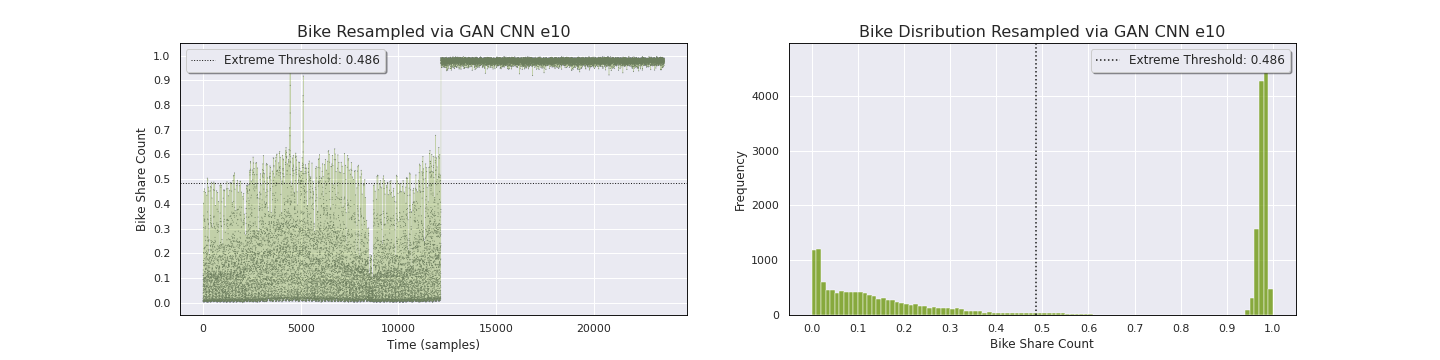 Bike Resampled via GAN CNN e10
Extreme Threshold: 0.486
Bike Share Count
1.0
0.9
0.8
0.7
0.6
0.5
0.4
0.3
0.2
0.1
0.0
0 5000 10000 15000 20000
Time (samples)
Bike Disribution Resampled via GAN CNN e10
Extreme Threshold: 0.486
Frequency
4000
3000
2000
1000
0
0.0 0.1 0.2 0.3 0.4 0.5 0.6 0.7 0.8 0.9 1.0
Bike Share Count